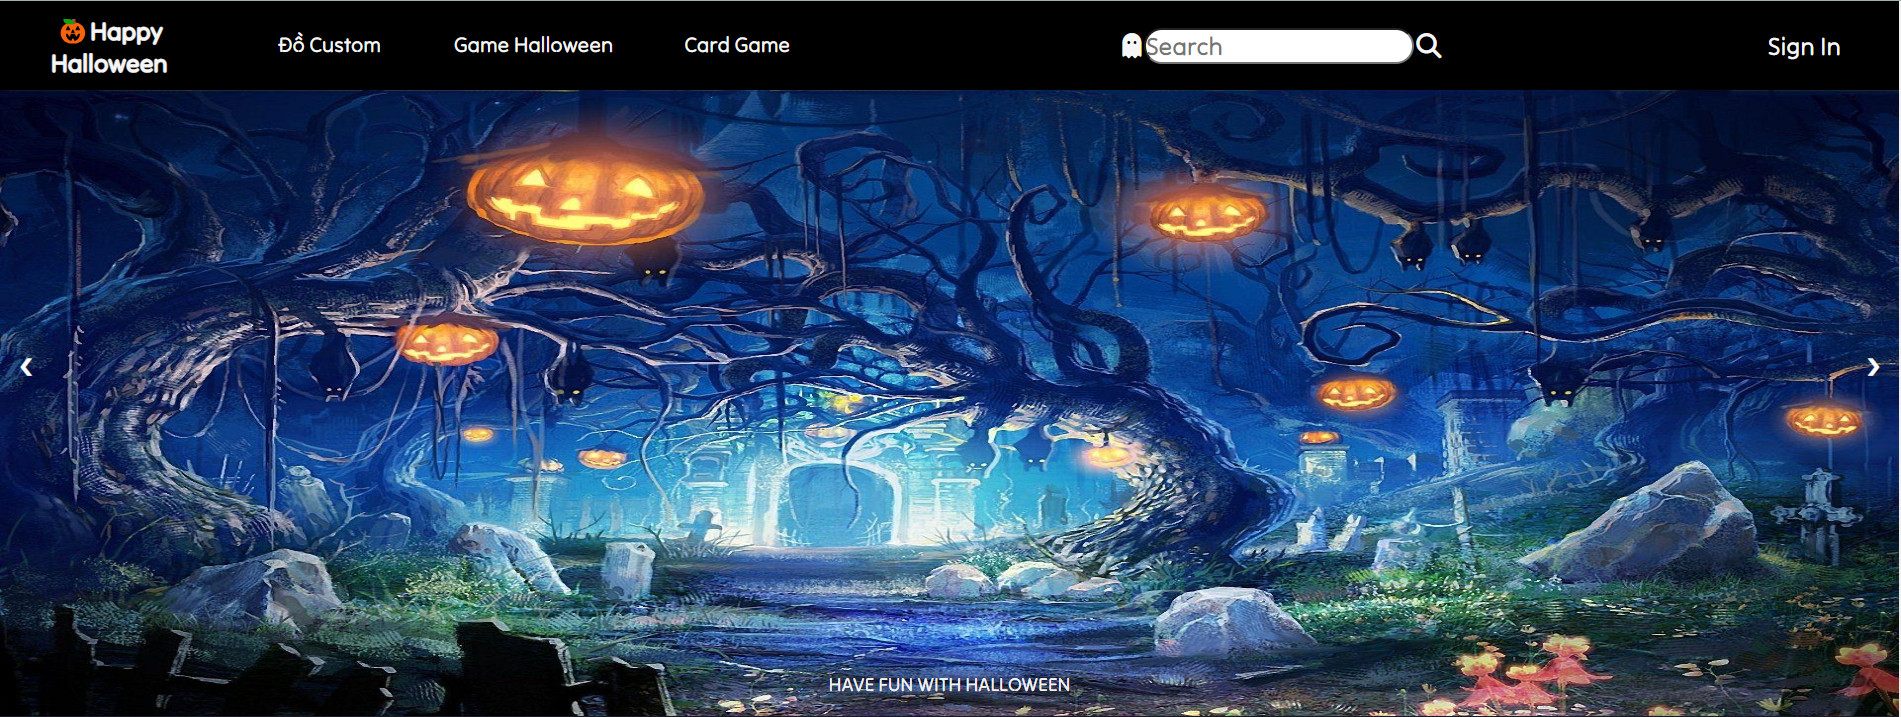 Happy
Halloween
Đồ Custom
Game Halloween
Card Game
Search
Sign In
HAVE FUN WITH HALLOWEEN